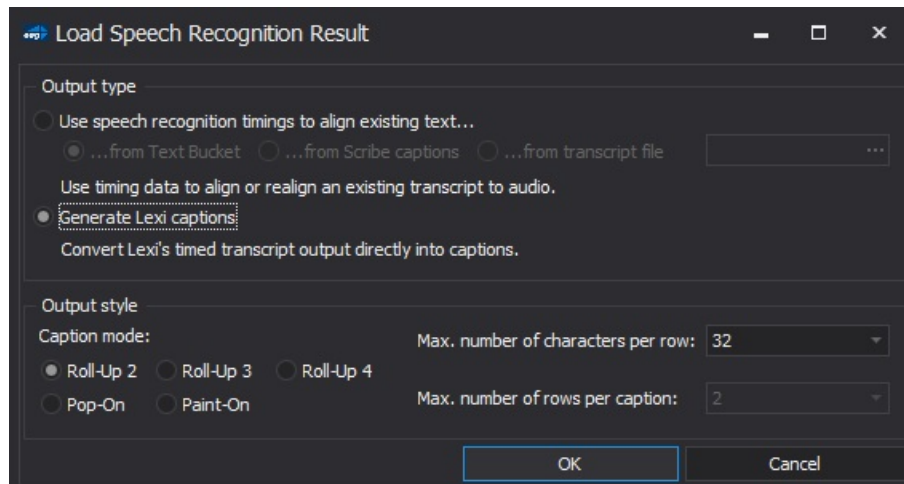 Load Speech Recognition Result
Output type
Use speech recognition timings to align existing text...
...from Text Bucket ...from Scribe captions ...from transcript file ...
Use timing data to align or realign an existing transcript to audio.
Generate Lexi captions
Convert Lexi's timed transcript output directly into captions.
Output style
Caption mode:
Max. number of characters per row: 32
Roll-Up 2 Roll-Up 3 Roll-Up 4
Pop-On Paint-On
Max. number of rows per caption: 2
OK Cancel